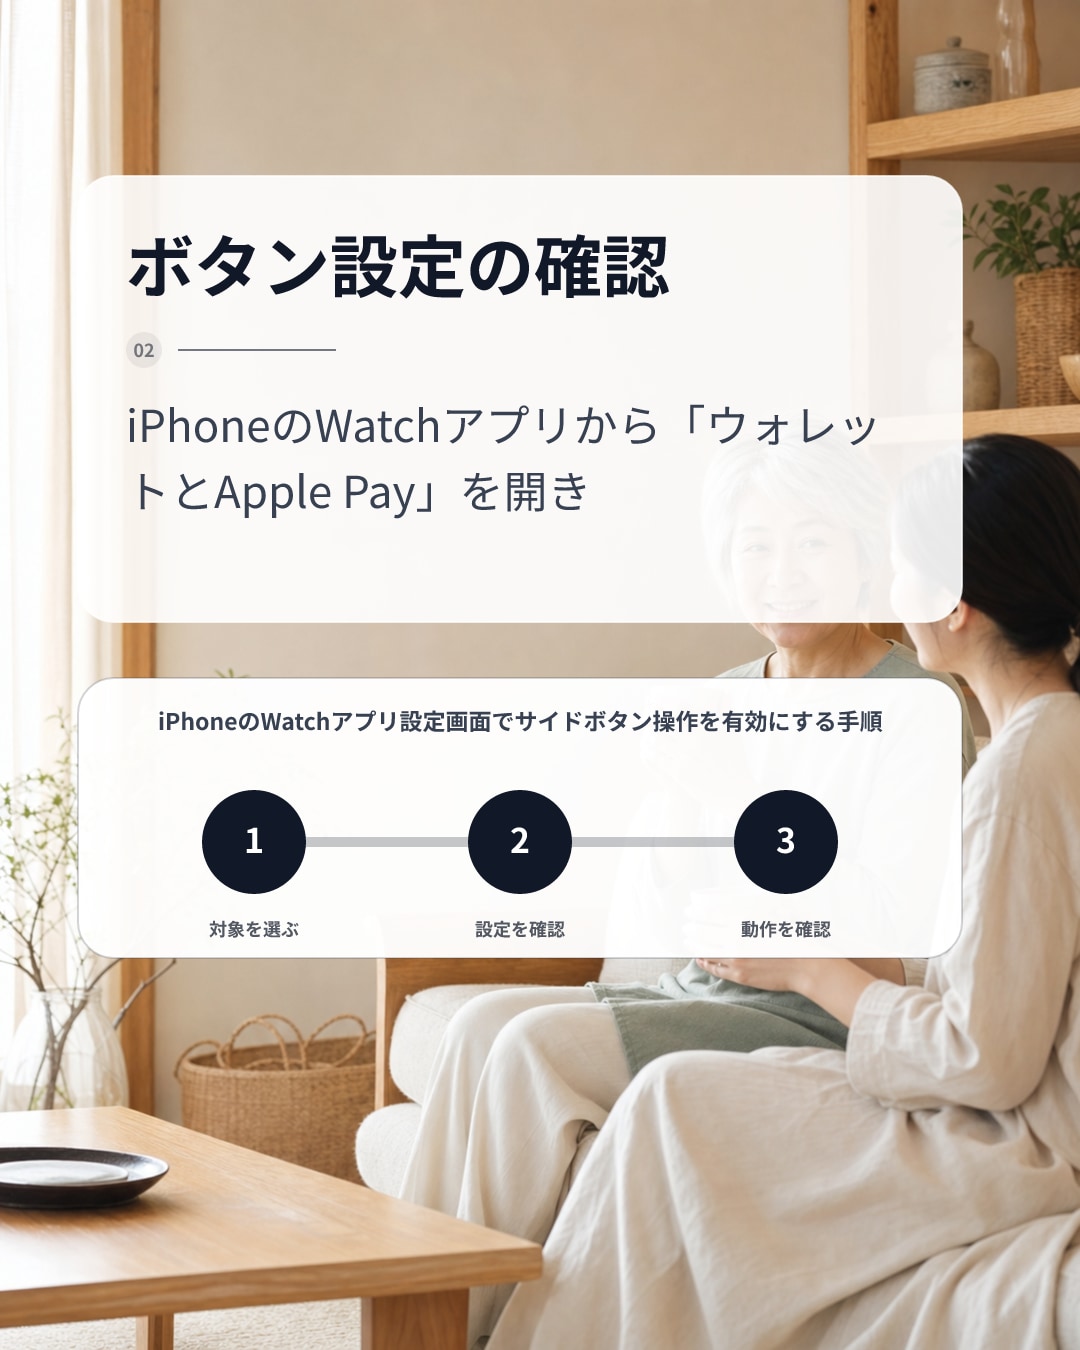 ボタン設定の確認
02
iPhoneのWatchアプリから「ウォレッ
トとApple Pay」を開き
iPhoneのWatchアプリ設定画面でサイドボタン操作を有効にする手順
1 2 3
対象を選ぶ 設定を確認 動作を確認